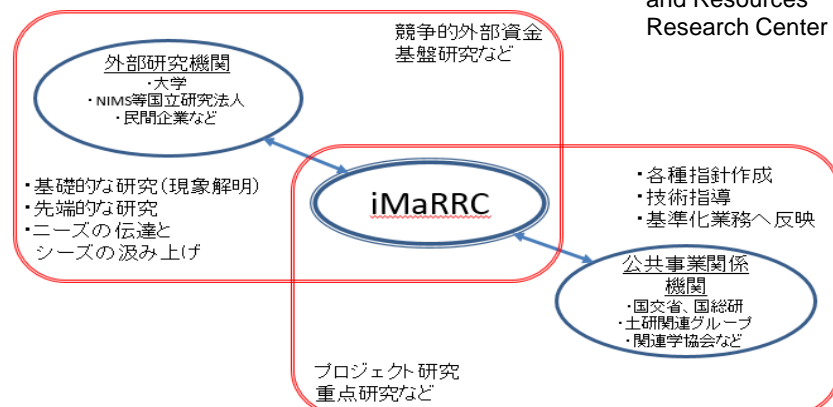 and Resources
Research Center
競争的外部資金
基盤研究など
外部研究機関
・大学
・NIMS等国立研究法人
・民間企業など
・基礎的な研究(現象解明)
・先端的な研究
・ニーズの伝達と
シーズの汲み上げ
iMaRRC
・各種指針作成
・技術指導
・基準化業務へ反映
公共事業関係
機関
・国交省、国総研
・土研関連グループ
・関連学協会など
プロジェクト研究
重点研究など